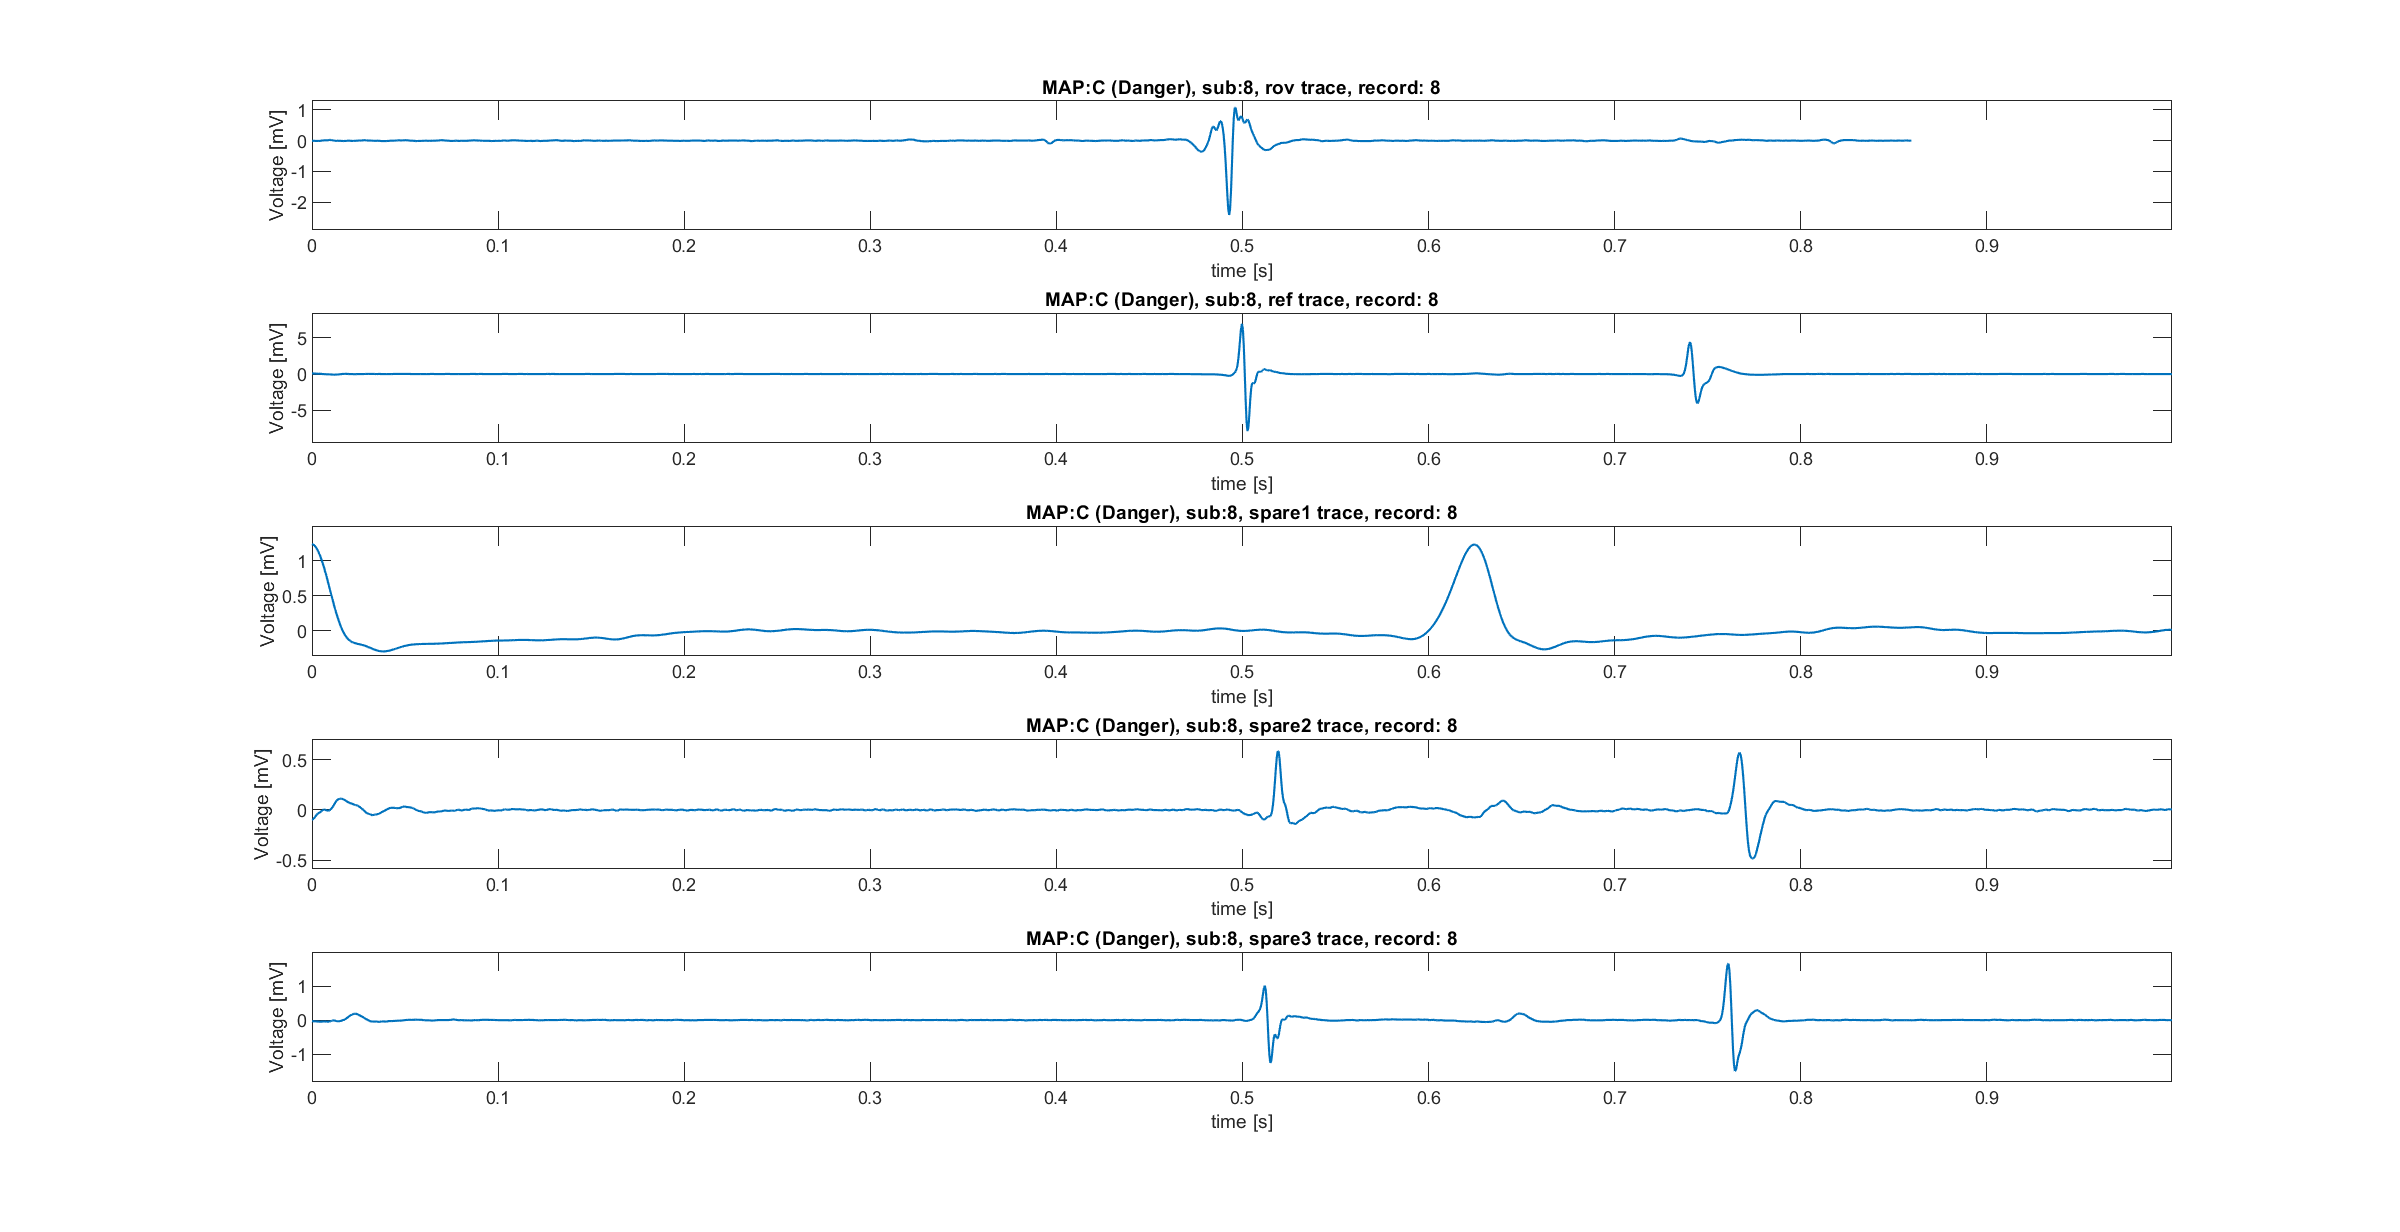 MAP:C (Danger), sub:8, rov trace, record: 8
Voltage [mV]
1
0
-1
-2
0 0.1 0.2 0.3 0.4 0.5 0.6 0.7 0.8 0.9
time [s]
MAP:C (Danger), sub:8, ref trace, record: 8
Voltage [mV]
5
0
-5
0 0.1 0.2 0.3 0.4 0.5 0.6 0.7 0.8 0.9
time [s]
MAP:C (Danger), sub:8, spare1 trace, record: 8
Voltage [mV]
1
0.5
0
0 0.1 0.2 0.3 0.4 0.5 0.6 0.7 0.8 0.9
time [s]
MAP:C (Danger), sub:8, spare2 trace, record: 8
Voltage [mV]
0.5
0
-0.5
0 0.1 0.2 0.3 0.4 0.5 0.6 0.7 0.8 0.9
time [s]
MAP:C (Danger), sub:8, spare3 trace, record: 8
Voltage [mV]
1
0
-1
0 0.1 0.2 0.3 0.4 0.5 0.6 0.7 0.8 0.9
time [s]